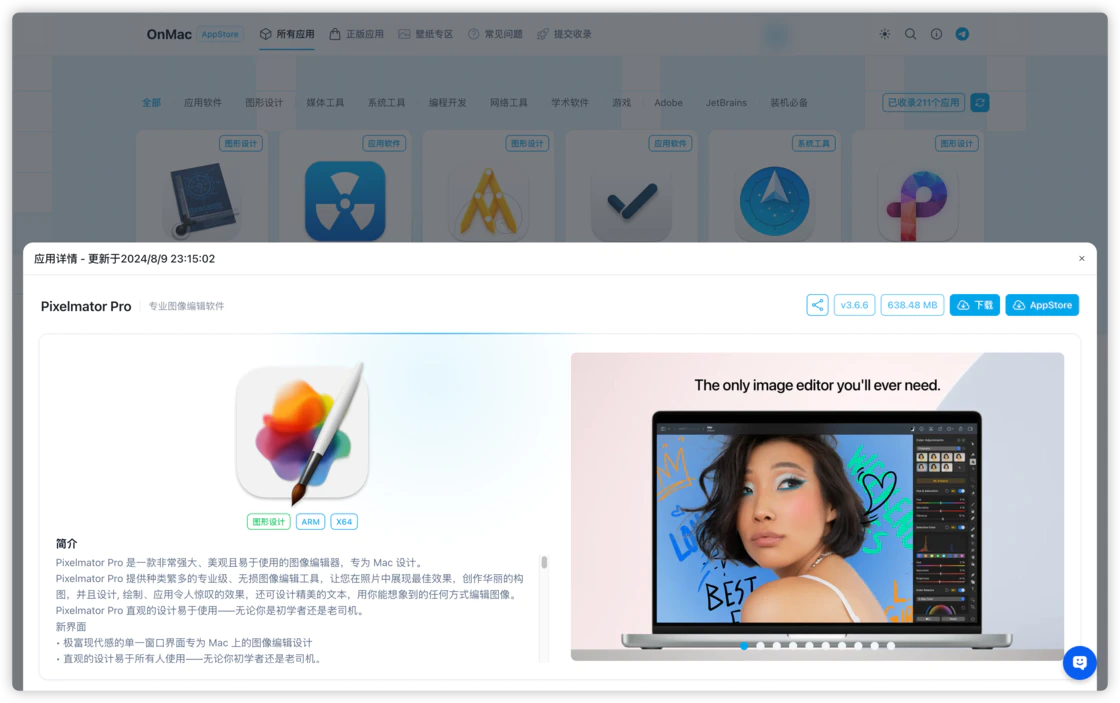 OnMac AppStore 所有应用 正版应用 壁纸专区 常见问题 提交收录
全部 应用软件 图形设计 媒体工具 系统工具 编程开发 网络工具 学术软件 游戏 Adobe JetBrains 装机必备 已收录211个应用
图形设计 应用软件 图形设计 应用软件 系统工具 图形设计
应用详情 - 更新于2024/8/9 23:15:02 ×
Pixelmator Pro 专业图像编辑软件 v3.6.6 638.48 MB 下载 AppStore
The only image editor you'll ever need.
BEST
图形设计 ARM X64
简介
Pixelmator Pro 是一款非常强大、美观且易于使用的图像编辑器，专为 Mac 设计。
Pixelmator Pro 提供种类繁多的专业级、无损图像编辑工具，让您在照片中展现最佳效果，创作华丽的构
图，并且设计, 绘制、应用令人惊叹的效果，还可设计精美的文本，用你能想象到的任何方式编辑图像。
Pixelmator Pro 直观的设计易于使用——无论你是初学者还是老司机。
新界面
• 极富现代感的单一窗口界面专为 Mac 上的图像编辑设计
• 直观的设计易于所有人使用——无论你初学者还是老司机。